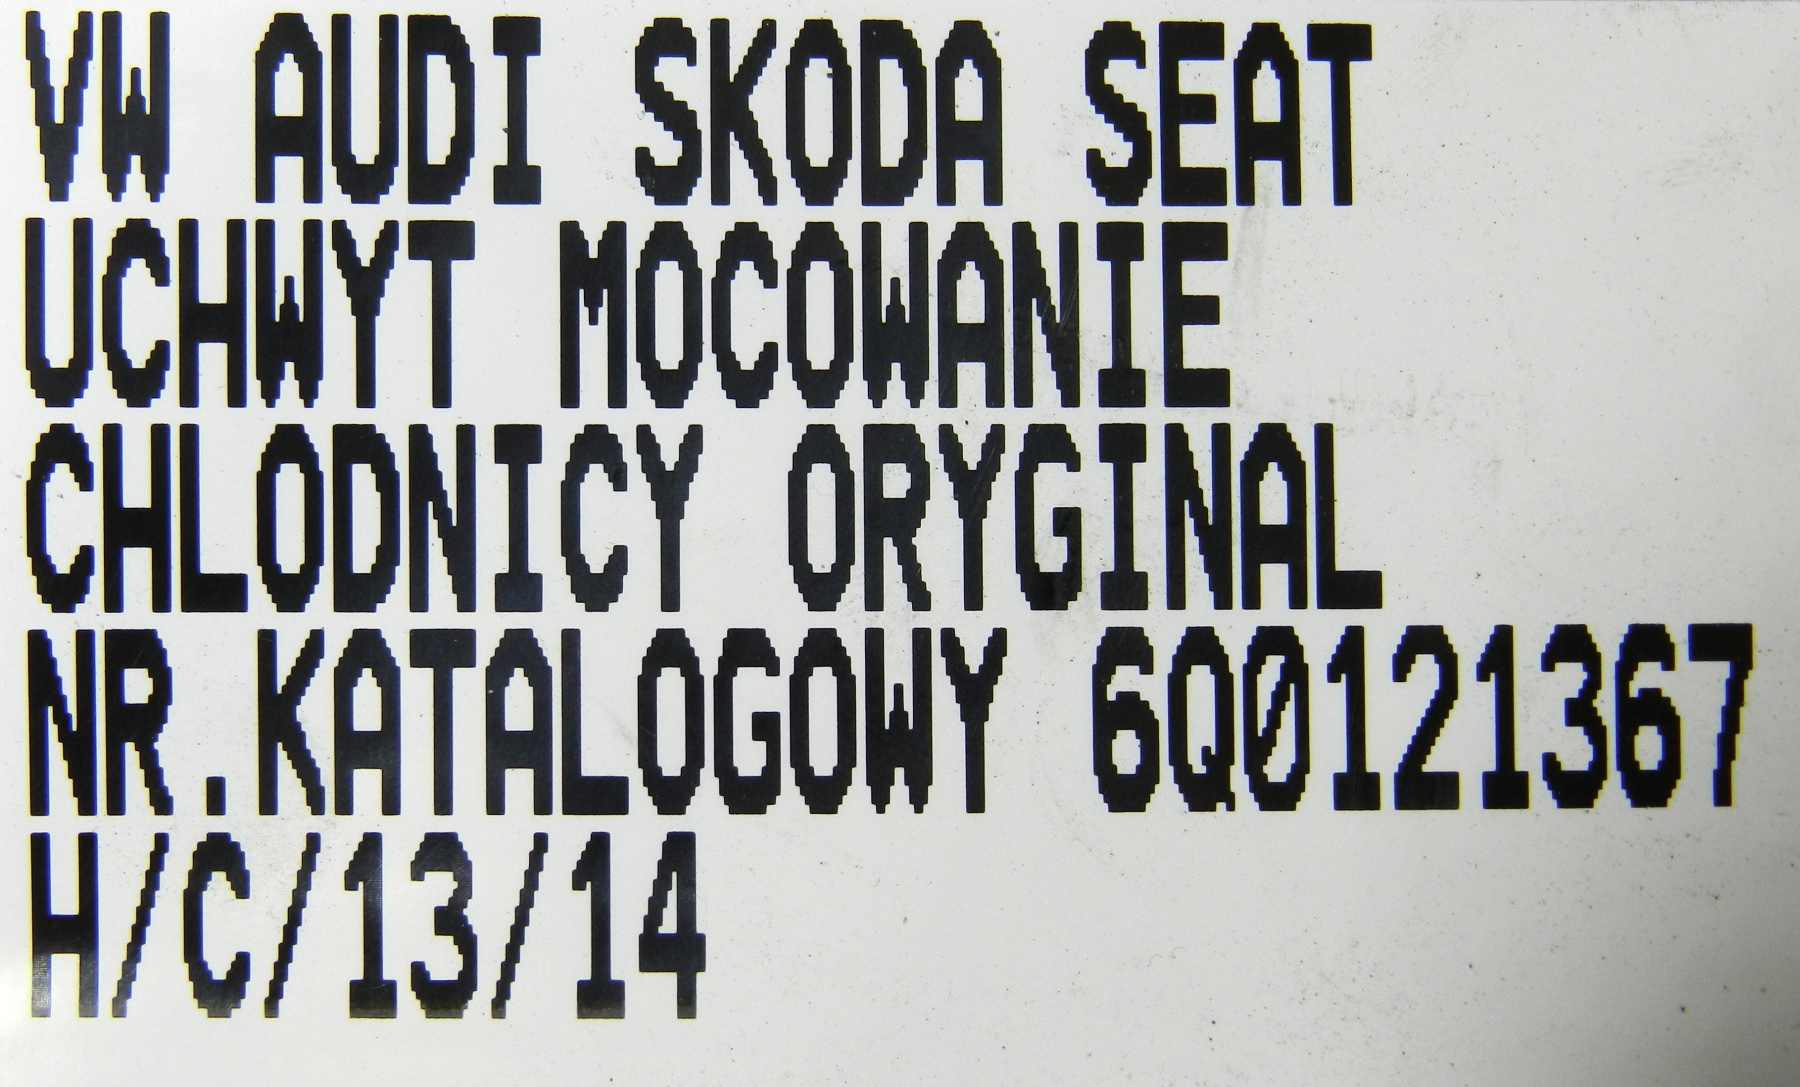 VW AUDI SKODA SEAT
UCHWYT MOCOWANIE
CHLODNICY ORYGINAL
NR.KATALOGOWY 6Q0121367
H/C/13/14